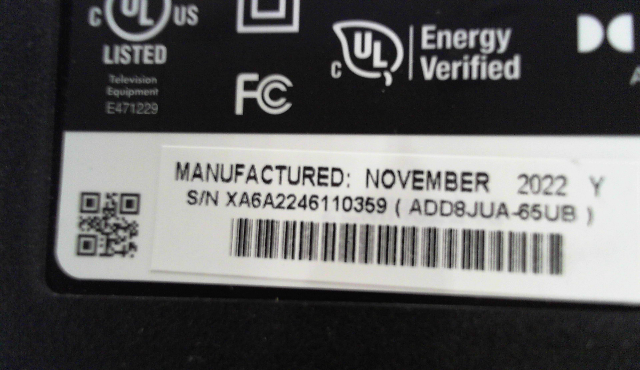 C UL US
LISTED
Television
Equipment
E471229
FC
C UL
Energy
Verified
MANUFACTURED: NOVEMBER 2022 Y
S/N XA6A2246110359 ( ADD8JUA-65UB )